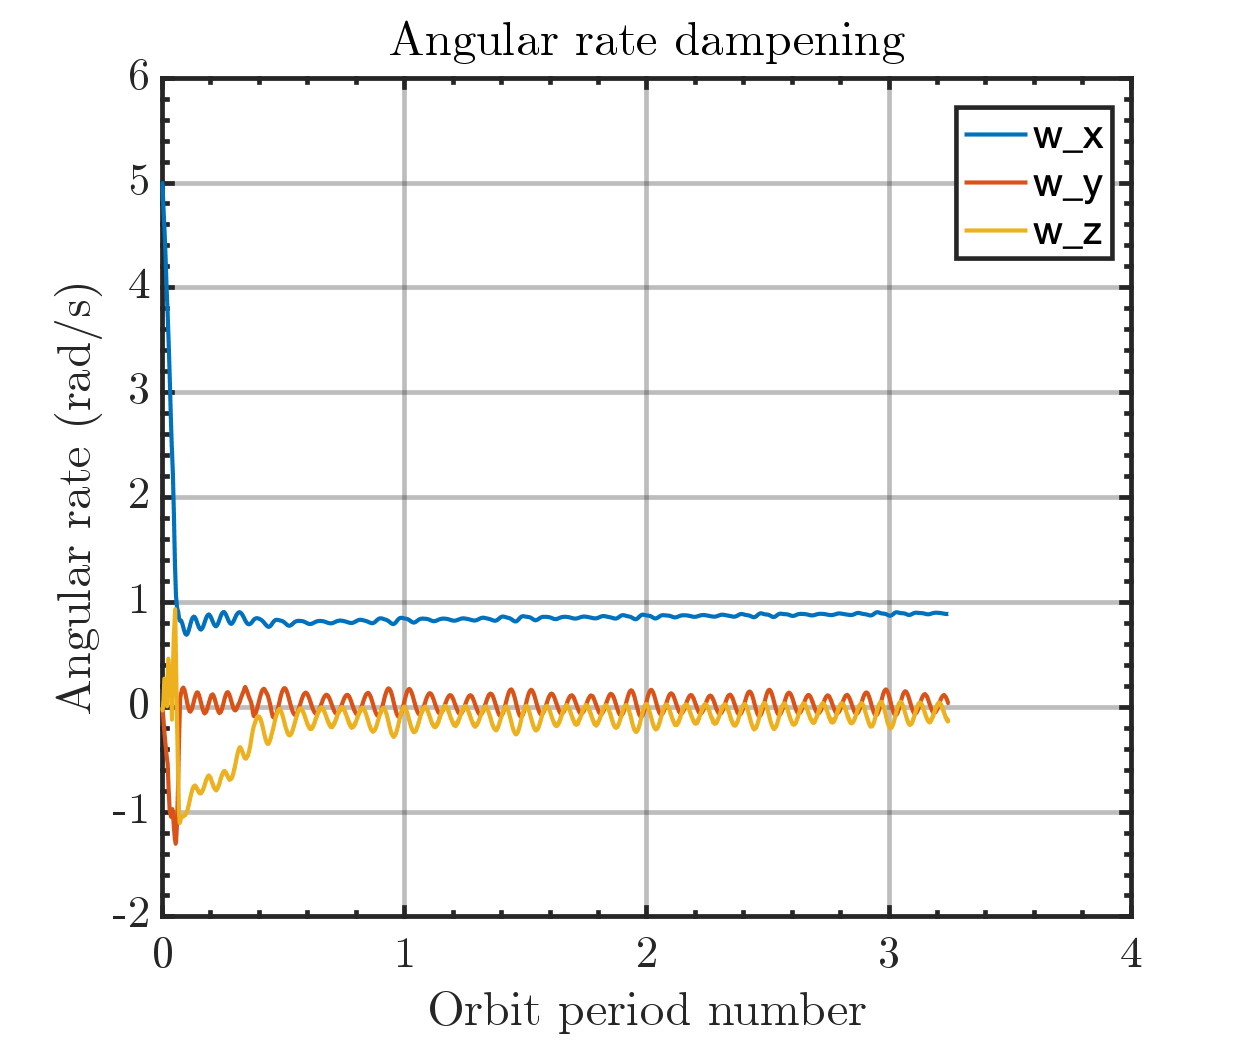 Angular rate dampening
6
5
4
3
2
1
0
-1
-2
Angular rate (rad/s)
w_x
w_y
w_z
0 1 2 3 4
Orbit period number